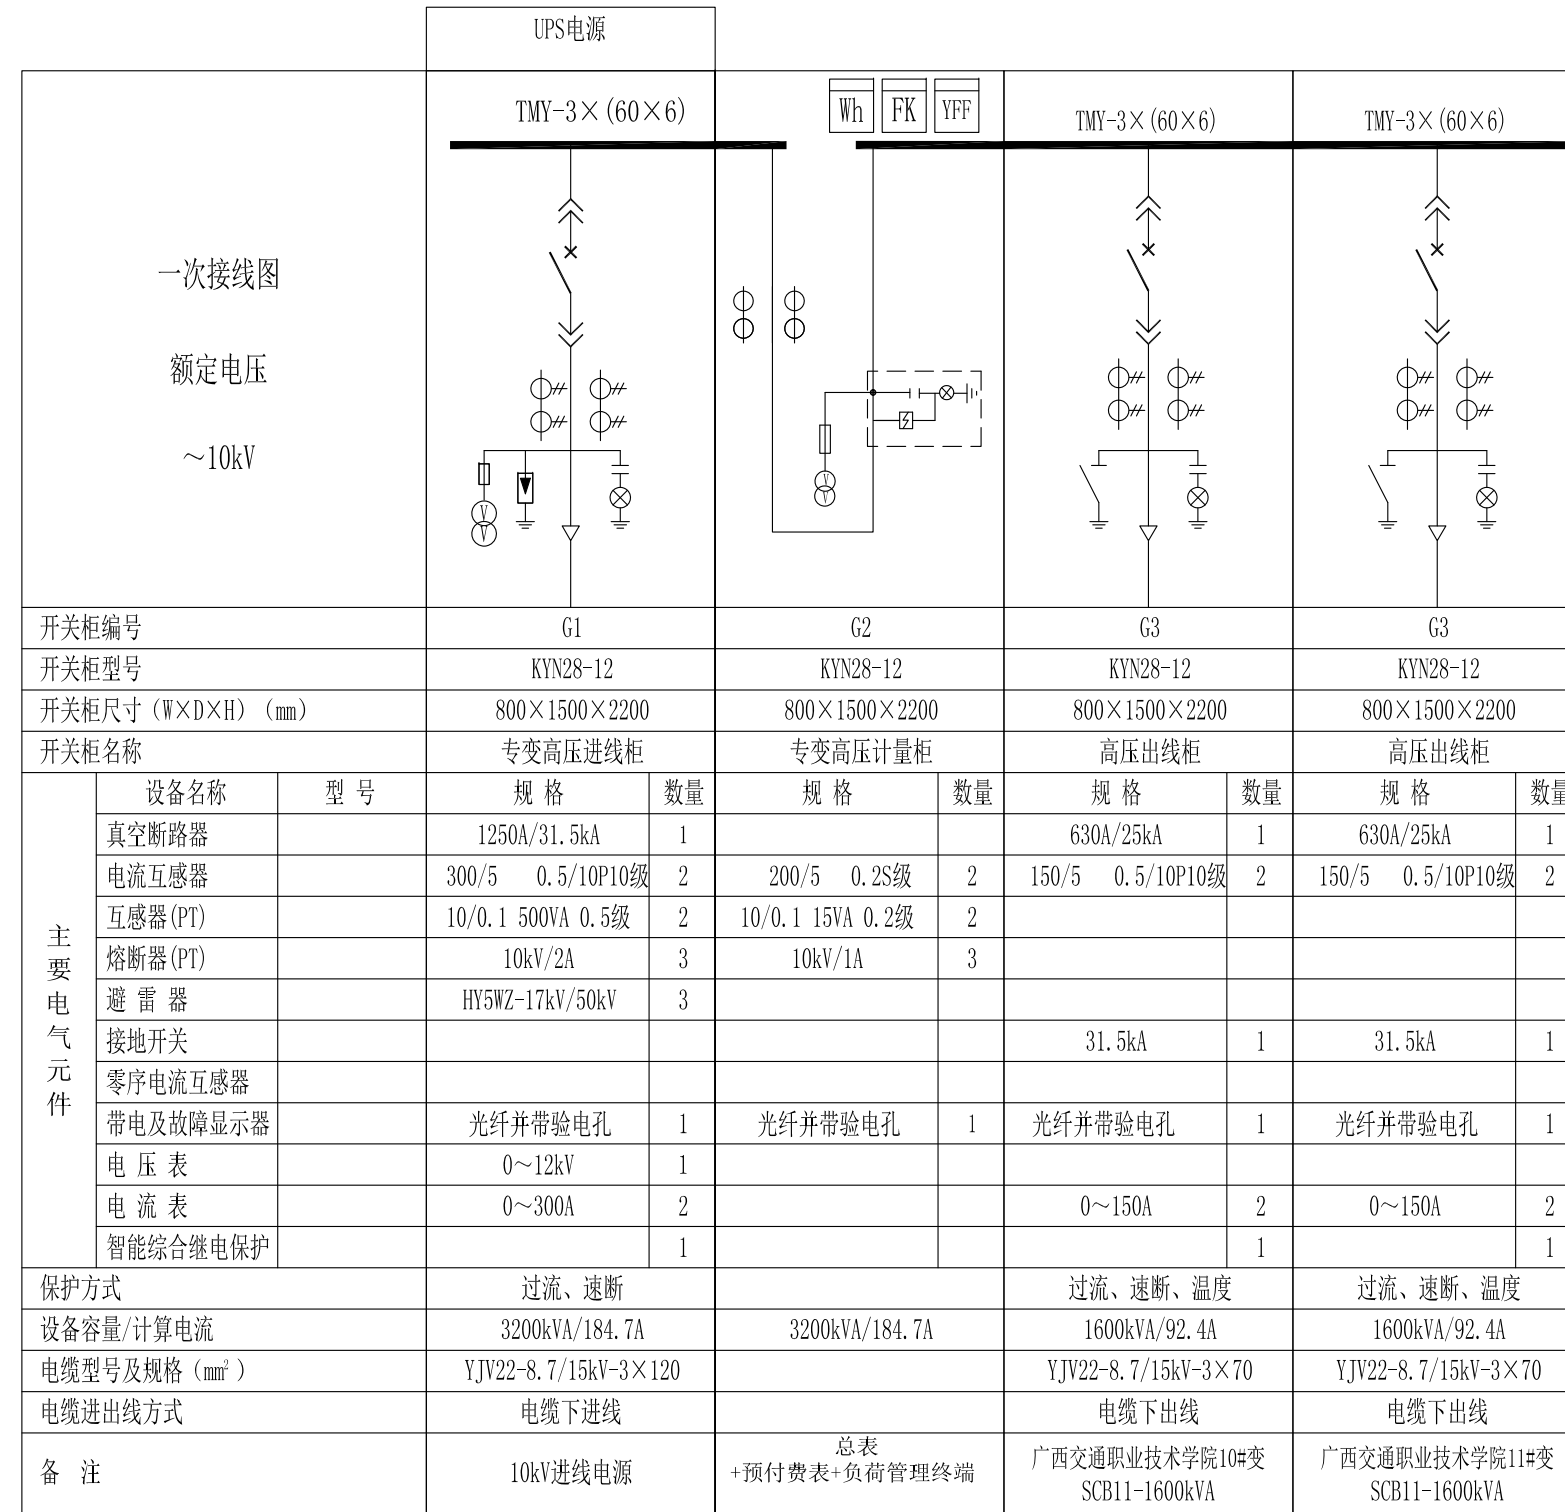 UPS电源
TMY-3×(60×6)
Wh FK YFF
TMY-3×(60×6) TMY-3×(60×6)
一次接线图
额定电压
～10kV
V
V
V
V
开关柜编号 G1 G2 G3 G3
开关柜型号 KYN28-12 KYN28-12 KYN28-12 KYN28-12
开关柜尺寸(W×D×H) (mm) 800×1500×2200 800×1500×2200 800×1500×2200 800×1500×2200
开关柜名称 专变高压进线柜 专变高压计量柜 高压出线柜 高压出线柜
主要电气元件
设备名称 型 号 规 格 数量 规 格 数量 规 格 数量 规 格 数量
真空断路器 1250A/31.5kA 1 630A/25kA 1 630A/25kA 1
电流互感器 300/5 0.5/10P10级 2 200/5 0.2S级 2 150/5 0.5/10P10级 2 150/5 0.5/10P10级 2
互感器(PT) 10/0.1 500VA 0.5级 2 10/0.1 15VA 0.2级 2
熔断器(PT) 10kV/2A 3 10kV/1A 3
避 雷 器 HY5WZ-17kV/50kV 3
接地开关 31.5kA 1 31.5kA 1
零序电流互感器
带电及故障显示器 光纤并带验电孔 1 光纤并带验电孔 1 光纤并带验电孔 1 光纤并带验电孔 1
电 压 表 0～12kV 1
电 流 表 0～300A 2 0～150A 2 0～150A 2
智能综合继电保护 1 1 1
保护方式 过流、速断 过流、速断、温度 过流、速断、温度
设备容量/计算电流 3200kVA/184.7A 3200kVA/184.7A 1600kVA/92.4A 1600kVA/92.4A
电缆型号及规格(mm²) YJV22-8.7/15kV-3×120 YJV22-8.7/15kV-3×70 YJV22-8.7/15kV-3×70
电缆进出线方式 电缆下进线 电缆下出线 电缆下出线
备 注 10kV进线电源
总表
+预付费表+负荷管理终端
广西交通职业技术学院10#变
SCB11-1600kVA
广西交通职业技术学院11#变
SCB11-1600kVA